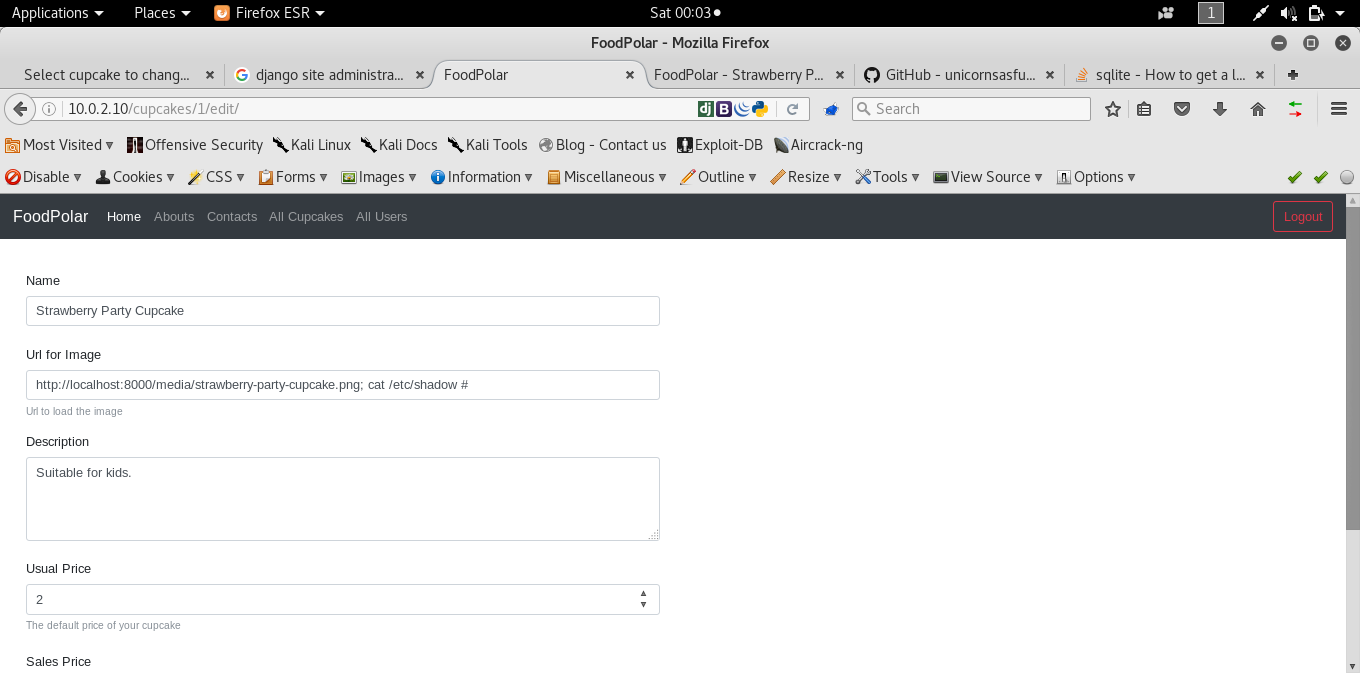 Applications Places Firefox ESR Sat 00:03 1
FoodPolar - Mozilla Firefox
Select cupcake to chang... django site administra... FoodPolar FoodPolar - Strawberry P... GitHub - unicornsasfu... sqlite - How to get a l...
10.0.2.10/cupcakes/1/edit/ Search
Most Visited Offensive Security Kali Linux Kali Docs Kali Tools Blog - Contact us Exploit-DB Aircrack-ng
Disable Cookies CSS Forms Images Information Miscellaneous Outline Resize Tools View Source Options
FoodPolar Home Abouts Contacts All Cupcakes All Users Logout
Name
Strawberry Party Cupcake
Url for Image
http://localhost:8000/media/strawberry-party-cupcake.png; cat /etc/shadow #
Url to load the image
Description
Suitable for kids.
Usual Price
2
The default price of your cupcake
Sales Price